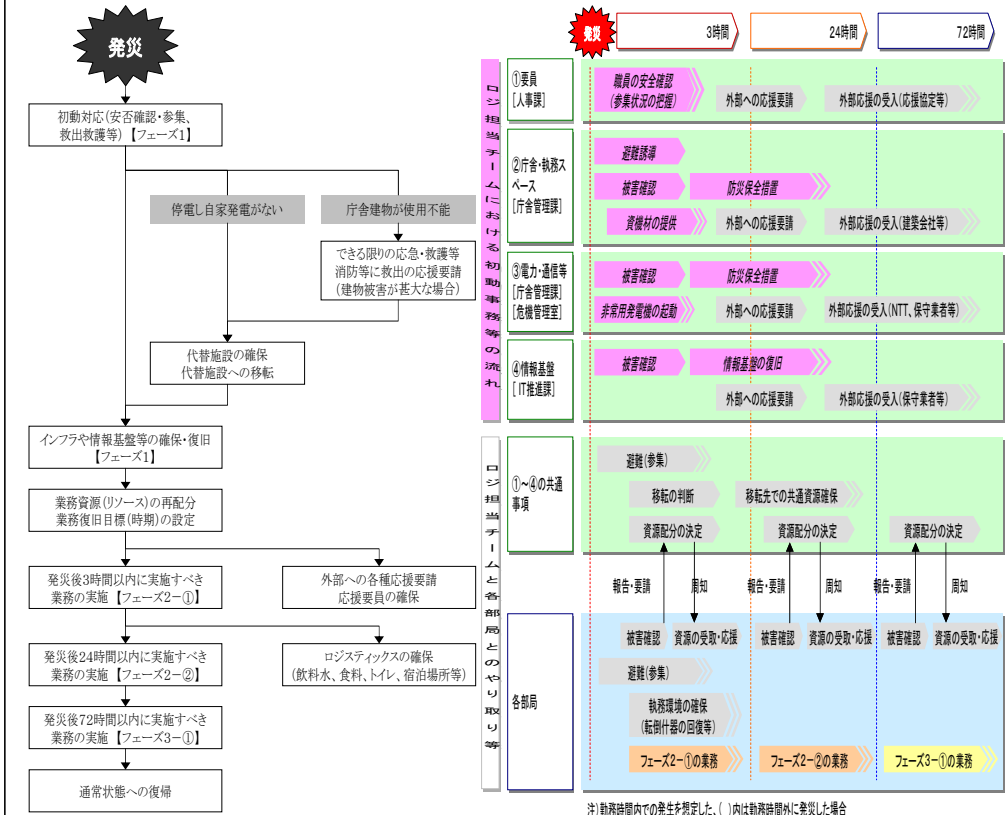 発災
初動対応(安否確認・参集、
救出救護等)【フェーズ1】
停電し自家発電がない
庁舎建物が使用不能
できる限りの応急・救護等
消防等に救出の応援要請
(建物被害が甚大な場合)
代替施設の確保
代替施設への移転
インフラや情報基盤等の確保・復旧
【フェーズ1】
業務資源(リソース)の再配分
業務復旧目標(時期)の設定
発災後3時間以内に実施すべき
業務の実施【フェーズ2-①】
外部への各種応援要請
応援要員の確保
発災後24時間以内に実施すべき
業務の実施【フェーズ2-②】
ロジスティックスの確保
(飲料水、食料、トイレ、宿泊場所等)
発災後72時間以内に実施すべき
業務の実施【フェーズ3-①】
通常状態への復帰
発災
3時間
24時間
72時間
ロジ担当チームにおける初動事務等の流れ
①要員
[人事課]
職員の安全確認
(参集状況の把握)
外部への応援要請
外部応援の受入(応援協定等)
②庁舎・執務ス
ペース
[庁舎管理課]
避難誘導
被害確認
防災保全措置
資機材の提供
外部への応援要請
外部応援の受入(建築会社等)
③電力・通信等
[庁舎管理課]
[危機管理室]
被害確認
防災保全措置
非常用発電機の起動
外部への応援要請
外部応援の受入(NTT、保守業者等)
④情報基盤
[IT推進課]
被害確認
情報基盤の復旧
外部への応援要請
外部応援の受入(保守業者等)
ロジ担当チームと各部局とのやり取り等
①~④の共通
事項
避難(参集)
移転の判断
移転先での共通資源確保
資源配分の決定
資源配分の決定
資源配分の決定
報告・要請
周知
報告・要請
周知
報告・要請
周知
各部局
被害確認
資源の受取・応援
被害確認
資源の受取・応援
被害確認
資源の受取・応援
避難(参集)
執務環境の確保
(転倒什器の回復等)
フェーズ2-①の業務
フェーズ2-②の業務
フェーズ3-①の業務
注)勤務時間内での発生を想定した、( )内は勤務時間外に発災した場合